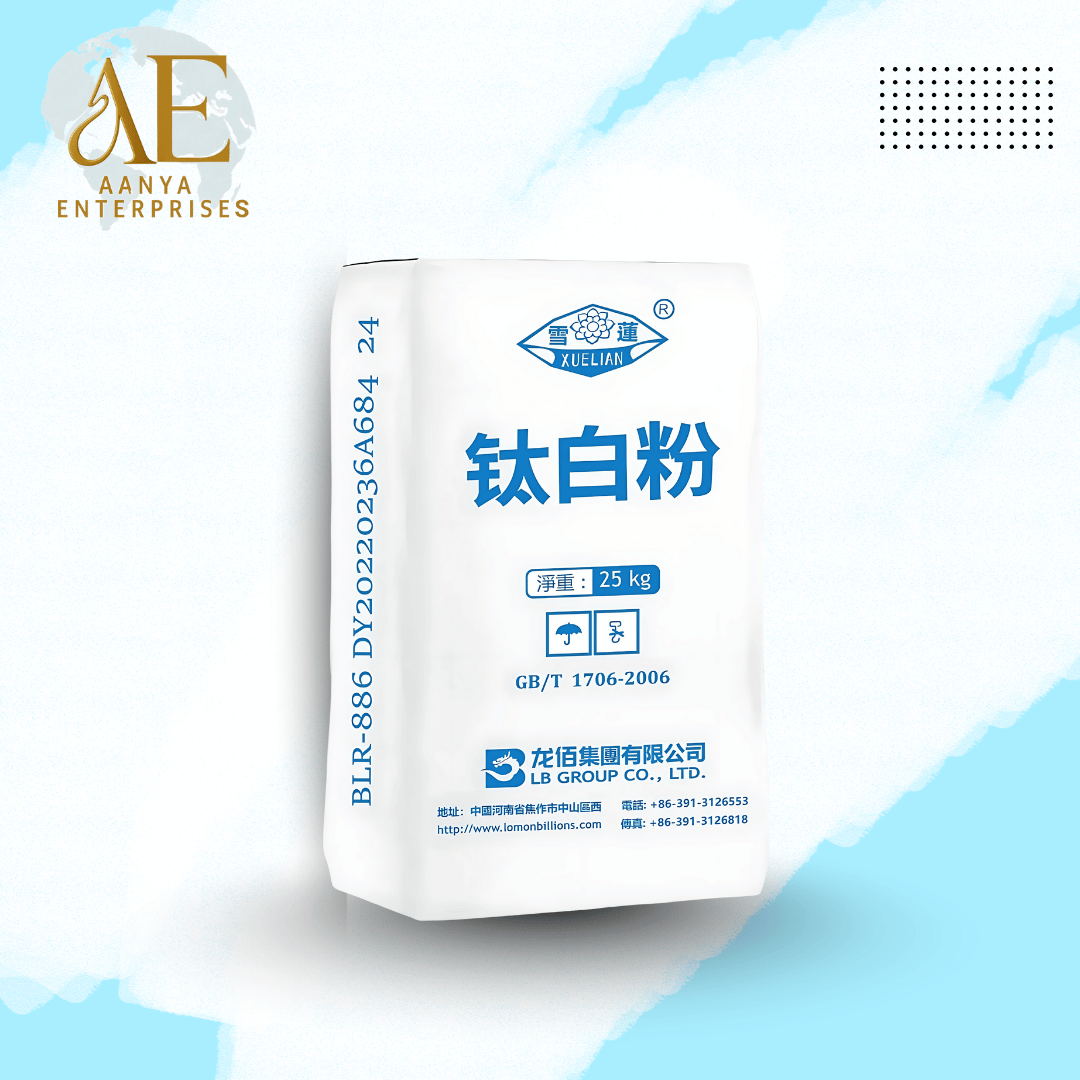 AE
AANYA
ENTERPRISES
BLR-886 DY20220236A684 24
雪蓮
®
XUELIAN
钛白粉
淨重: 25 kg
GB/T 1706-2006
龙佰集團有限公司
LB GROUP CO., LTD.
地址: 中國河南省焦作市中山區西 電話: +86-391-3126553
http://www.lomonbillions.com 傳真: +86-391-3126818